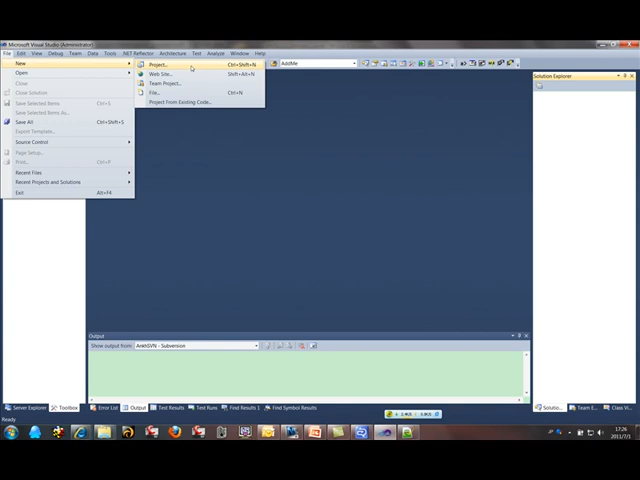 Microsoft Visual Studio (Administrator)
File Edit View Debug Team Data Tools .NET Reflector Architecture Test Analyze Window Help
New
Project... Ctrl+Shift+N
AddMe
Solution Explorer
Open
Web Site... Shift+Alt+N
Close
Team Project...
Close Solution
File... Ctrl+N
Save Selected Items Ctrl+S
Project From Existing Code...
Save Selected Items As...
Save All Ctrl+Shift+S
Export Template...
Source Control
Page Setup...
Print... Ctrl+P
Recent Files
Recent Projects and Solutions
Exit Alt+F4
Output
Show output from: AnkhSVN - Subversion
Server Explorer Toolbox Error List Output Test Results Test Runs Find Results 1 Find Symbol Results Solutio... Team E... Class Vi...
Ready
17:26
2011/7/1